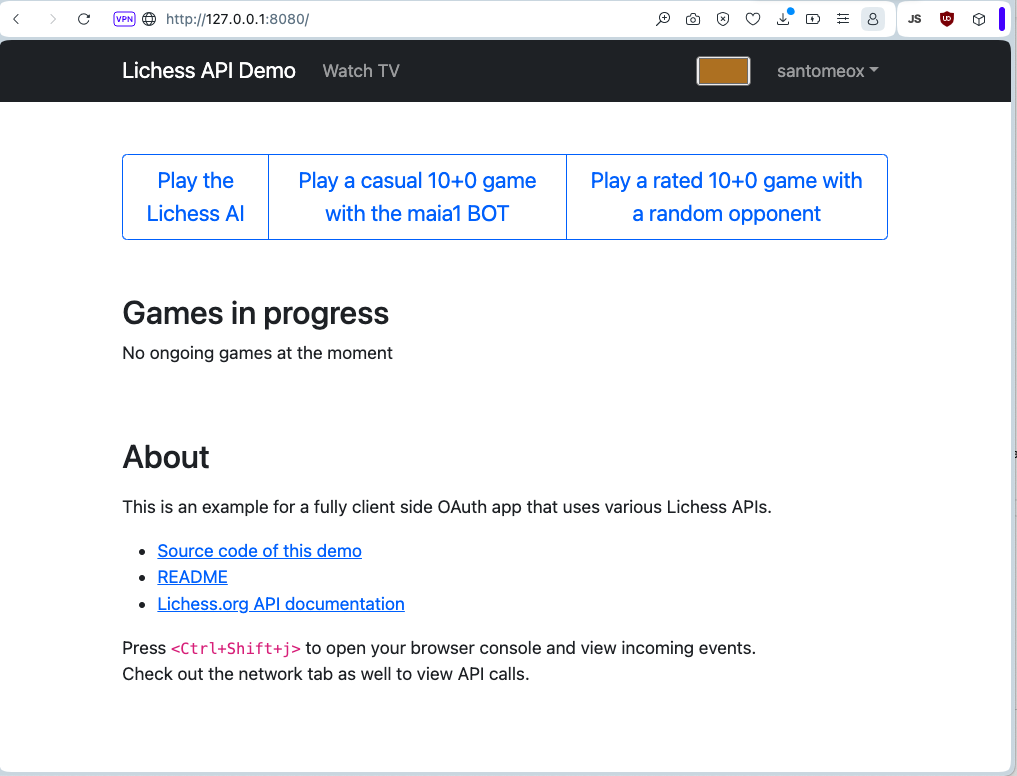 VPN http://127.0.0.1:8080/ JS UO
Lichess API Demo Watch TV santomeox
Play the
Lichess AI
Play a casual 10+0 game
with the maia1 BOT
Play a rated 10+0 game with
a random opponent
Games in progress
No ongoing games at the moment
About
This is an example for a fully client side OAuth app that uses various Lichess APIs.
Source code of this demo
README
Lichess.org API documentation
Press <Ctrl+Shift+j> to open your browser console and view incoming events.
Check out the network tab as well to view API calls.